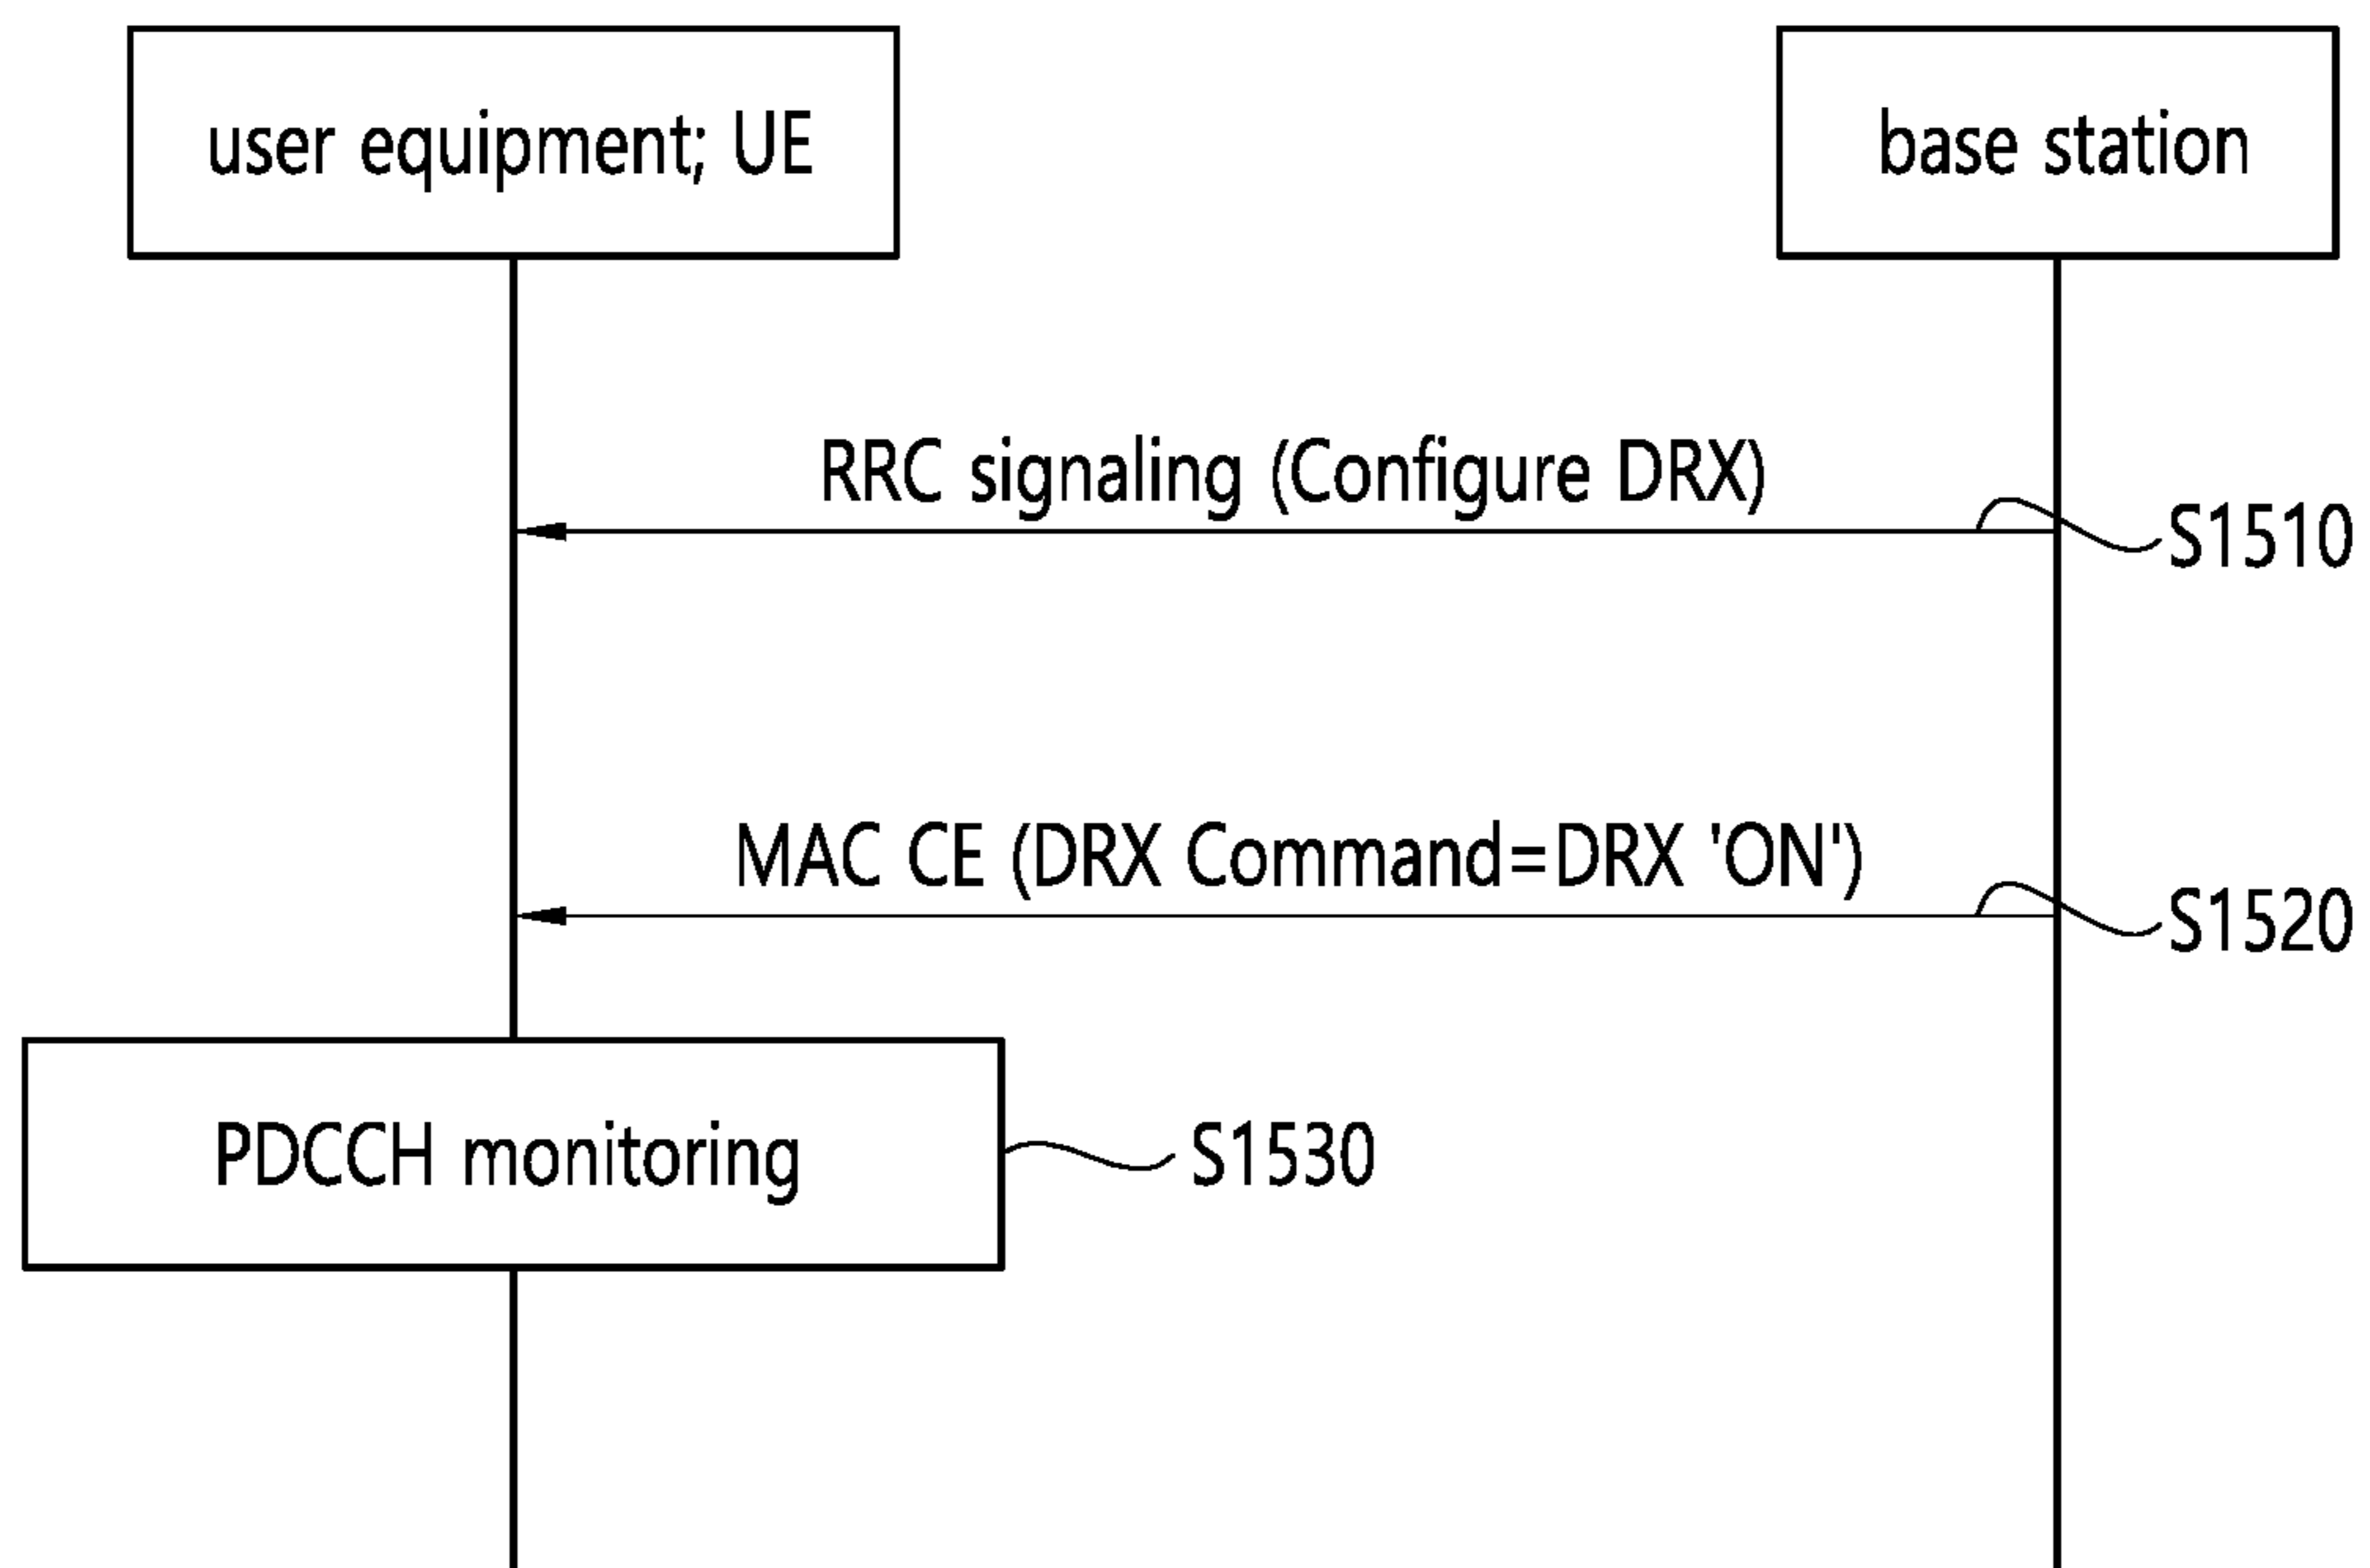 user equipment; UE
base station
RRC signaling (Configure DRX)
S1510
MAC CE (DRX Command=DRX 'ON')
S1520
PDCCH monitoring
S1530